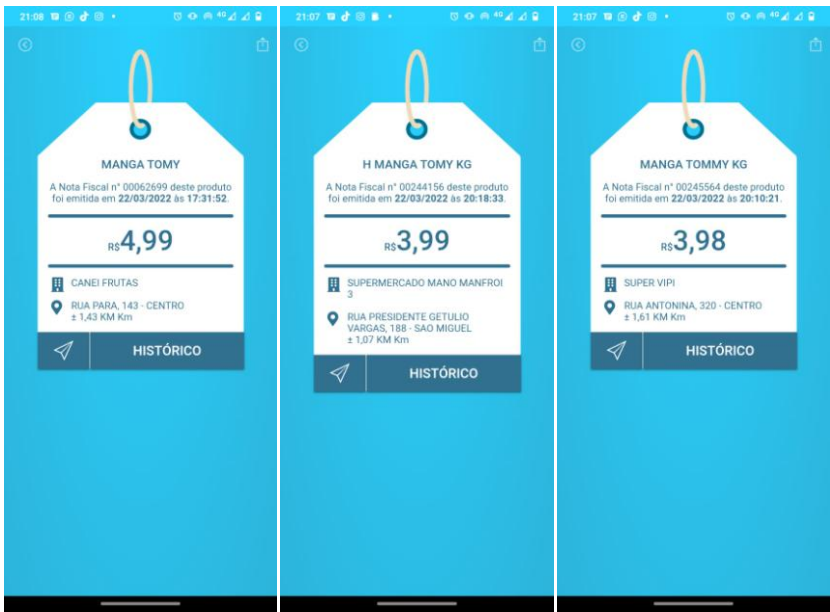 21:08
4G
MANGA TOMY
A Nota Fiscal n° 00062699 deste produto
foi emitida em 22/03/2022 às 17:31:52.
R$4,99
CANEI FRUTAS
RUA PARA, 143 - CENTRO
± 1,43 KM Km
HISTÓRICO
21:07
4G
H MANGA TOMY KG
A Nota Fiscal n° 00244156 deste produto
foi emitida em 22/03/2022 às 20:18:33.
R$3,99
SUPERMERCADO MANO MANFROI
3
RUA PRESIDENTE GETULIO
VARGAS, 188 - SAO MIGUEL
± 1,07 KM Km
HISTÓRICO
21:07
4G
MANGA TOMMY KG
A Nota Fiscal n° 00245564 deste produto
foi emitida em 22/03/2022 às 20:10:21.
R$3,98
SUPER VIPI
RUA ANTONINA, 320 - CENTRO
± 1,61 KM Km
HISTÓRICO